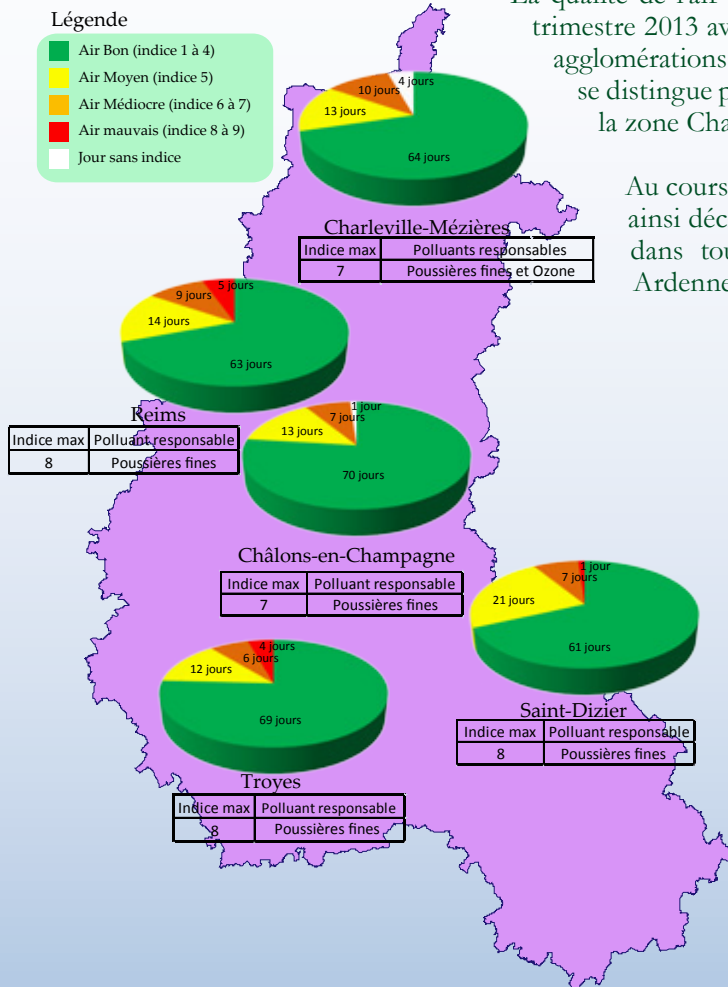 La qualité de l'air
trimestre 2013 av
agglomérations
se distingue p
la zone Cha
Au cours
ainsi déc
dans tou
Ardenne
Légende
Air Bon (indice 1 à 4)
Air Moyen (indice 5)
Air Médiocre (indice 6 à 7)
Air mauvais (indice 8 à 9)
Jour sans indice
4 jours
10 jours
13 jours
64 jours
Charleville-Mézières
Indice max Polluants responsables
7 Poussières fines et Ozone
5 jours
9 jours
14 jours
63 jours
Reims
Indice max Polluant responsable
8 Poussières fines
1 jour
7 jours
13 jours
70 jours
Châlons-en-Champagne
Indice max Polluant responsable
7 Poussières fines
1 jour
7 jours
21 jours
61 jours
Saint-Dizier
Indice max Polluant responsable
8 Poussières fines
4 jours
6 jours
12 jours
69 jours
Troyes
Indice max Polluant responsable
8 Poussières fines